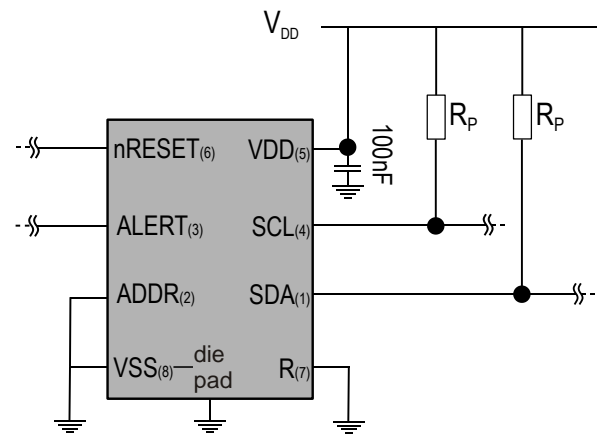 VDD
RP
RP
nRESET(6)
VDD(5)
100nF
ALERT(3)
SCL(4)
ADDR(2)
SDA(1)
VSS(8)
die
pad
R(7)